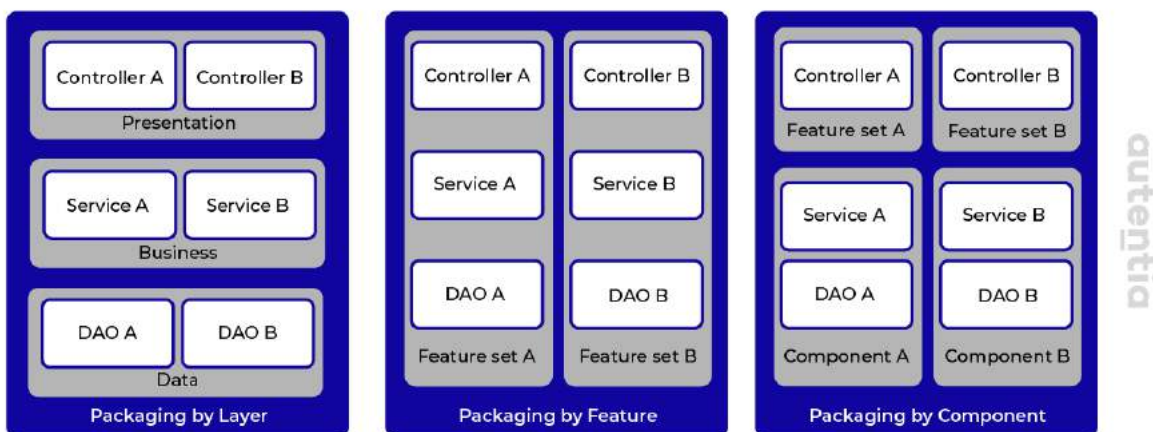 Controller A
Controller B
Presentation
Service A
Service B
Business
DAO A
DAO B
Data
Packaging by Layer
Controller A
Controller B
Service A
Service B
DAO A
DAO B
Feature set A
Feature set B
Packaging by Feature
Controller A
Controller B
Feature set A
Feature set B
Service A
Service B
DAO A
DAO B
Component A
Component B
Packaging by Component
autentia